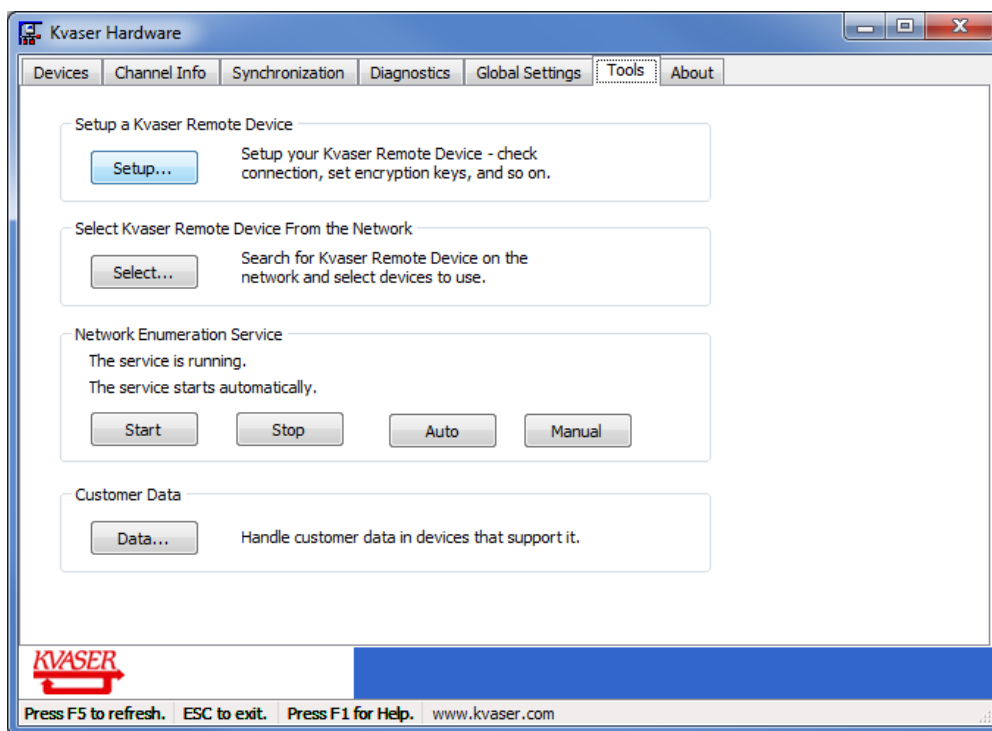 Kvaser Hardware
Devices Channel Info Synchronization Diagnostics Global Settings Tools About
Setup a Kvaser Remote Device
Setup...
Setup your Kvaser Remote Device - check
connection, set encryption keys, and so on.
Select Kvaser Remote Device From the Network
Select...
Search for Kvaser Remote Device on the
network and select devices to use.
Network Enumeration Service
The service is running.
The service starts automatically.
Start Stop Auto Manual
Customer Data
Data...
Handle customer data in devices that support it.
KVASER
Press F5 to refresh. ESC to exit. Press F1 for Help. www.kvaser.com